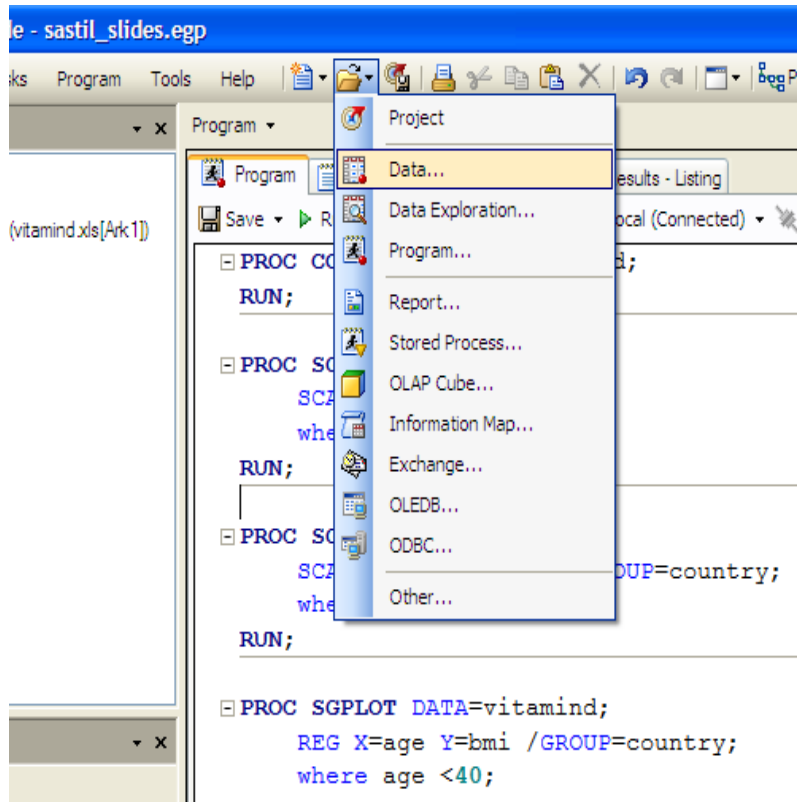 le - sastil_slides.egp
ks Program Tools Help P
Program
Project
Program esults - Listing
Data...
Save R ocal (Connected)
Data Exploration...
(vitamind.xls[Ark1])
Program...
PROC CO d;
RUN;
Report...
Stored Process...
PROC SG
OLAP Cube...
SCA
Information Map...
whe
Exchange...
RUN;
OLEDB...
PROC SG
ODBC...
SCA OUP=country;
Other...
whe
RUN;
PROC SGPLOT DATA=vitamind;
REG X=age Y=bmi /GROUP=country;
where age <40;